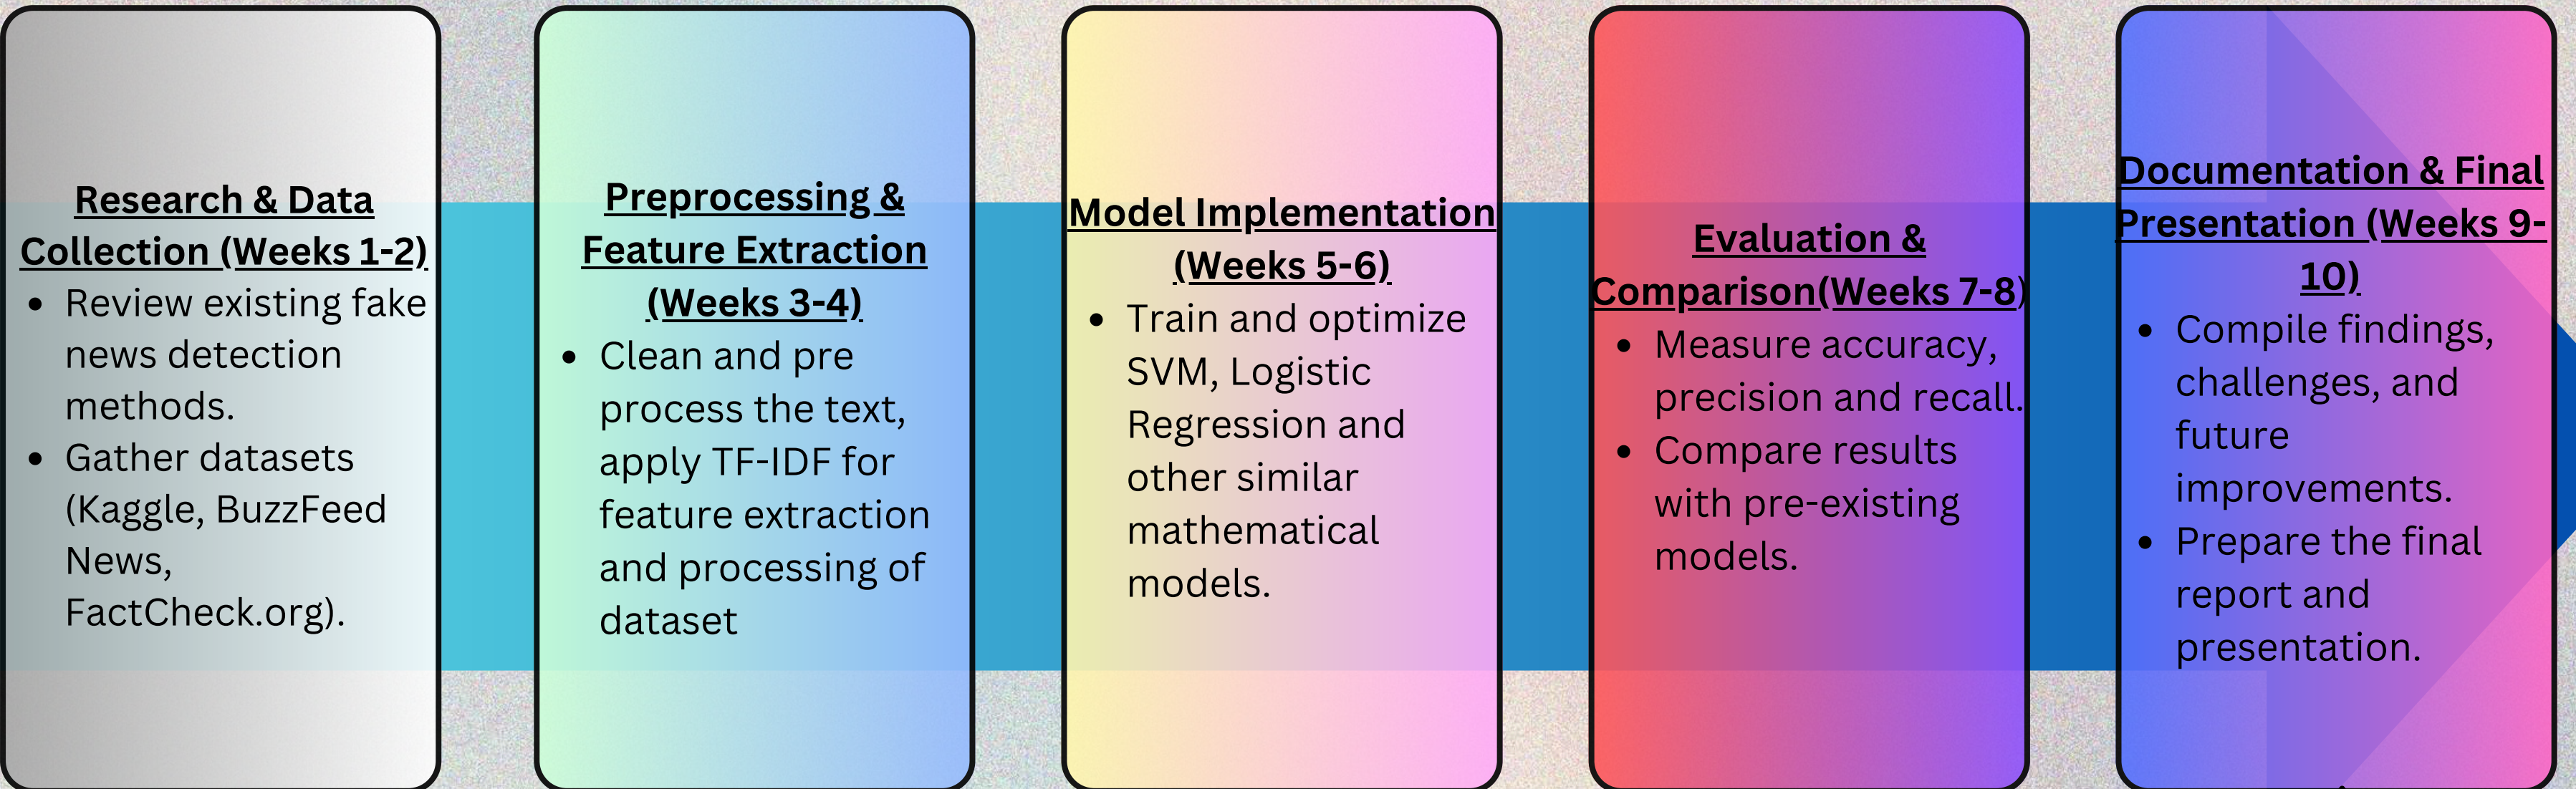 Research & Data
Collection (Weeks 1-2)
• Review existing fake
news detection
methods.
• Gather datasets
(Kaggle, BuzzFeed
News,
FactCheck.org).
Preprocessing &
Feature Extraction
(Weeks 3-4)
• Clean and pre
process the text,
apply TF-IDF for
feature extraction
and processing of
dataset
Model Implementation
(Weeks 5-6)
• Train and optimize
SVM, Logistic
Regression and
other similar
mathematical
models.
Evaluation &
Comparison(Weeks 7-8)
• Measure accuracy,
precision and recall.
• Compare results
with pre-existing
models.
Documentation & Final
Presentation (Weeks 9-
10)
• Compile findings,
challenges, and
future
improvements.
• Prepare the final
report and
presentation.